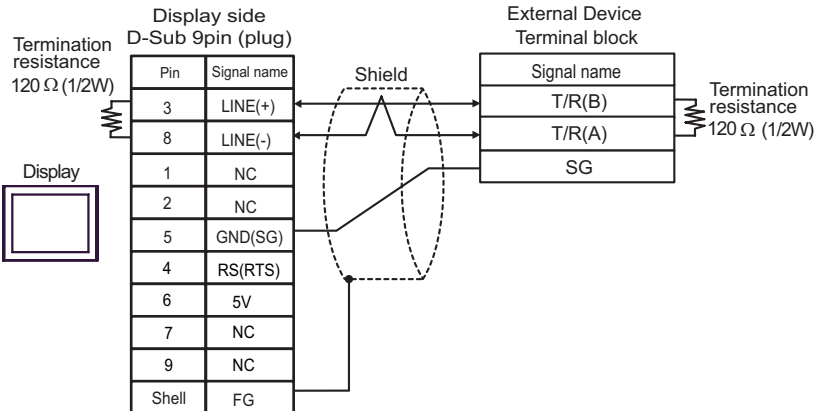 Display side
D-Sub 9pin (plug)
External Device
Terminal block
Termination
resistance
120 Ω (1/2W)
Pin Signal name
3 LINE(+)
8 LINE(-)
1 NC
2 NC
5 GND(SG)
4 RS(RTS)
6 5V
7 NC
9 NC
Shell FG
Display
Shield
Signal name
T/R(B)
T/R(A)
SG
Termination
resistance
120 Ω (1/2W)